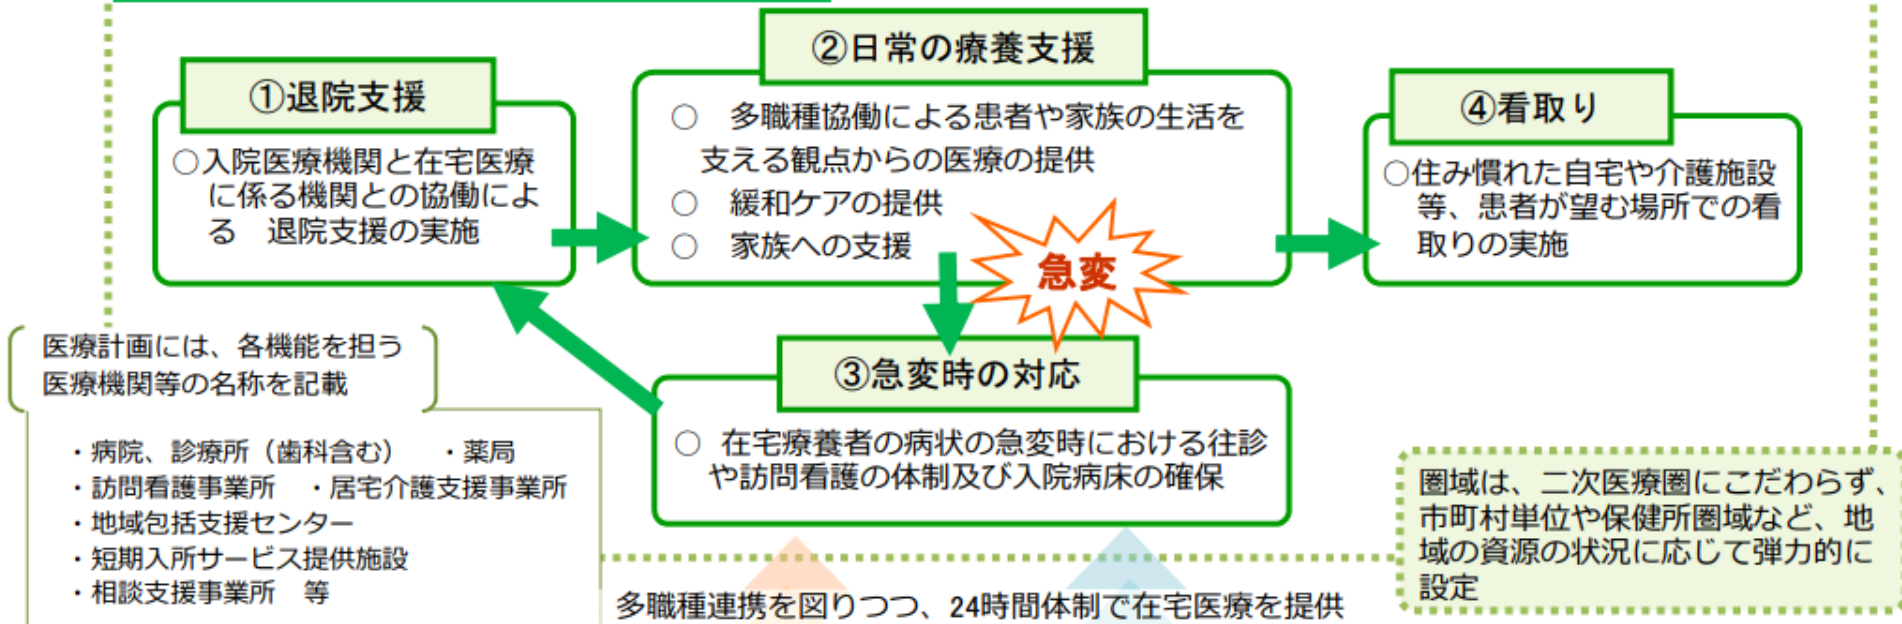 ①退院支援
○入院医療機関と在宅医療
に係る機関との協働によ
る　退院支援の実施
②日常の療養支援
○　多職種協働による患者や家族の生活を
支える観点からの医療の提供
○　緩和ケアの提供
○　家族への支援
急変
④看取り
○住み慣れた自宅や介護施設
等、患者が望む場所での看
取りの実施
③急変時の対応
○ 在宅療養者の病状の急変時における往診
や訪問看護の体制及び入院病床の確保
医療計画には、各機能を担う
医療機関等の名称を記載
・病院、診療所（歯科含む）　・薬局
・訪問看護事業所　・居宅介護支援事業所
・地域包括支援センター
・短期入所サービス提供施設
・相談支援事業所　等
多職種連携を図りつつ、24時間体制で在宅医療を提供
圏域は、二次医療圏にこだわらず、
市町村単位や保健所圏域など、地
域の資源の状況に応じて弾力的に
設定